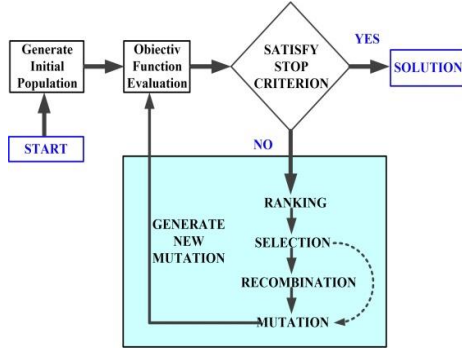 Generate
Initial
Population
Obiectiv
Function
Evaluation
SATISFY
STOP
CRITERION
YES
SOLUTION
START
NO
RANKING
GENERATE
NEW
MUTATION
SELECTION
RECOMBINATION
MUTATION